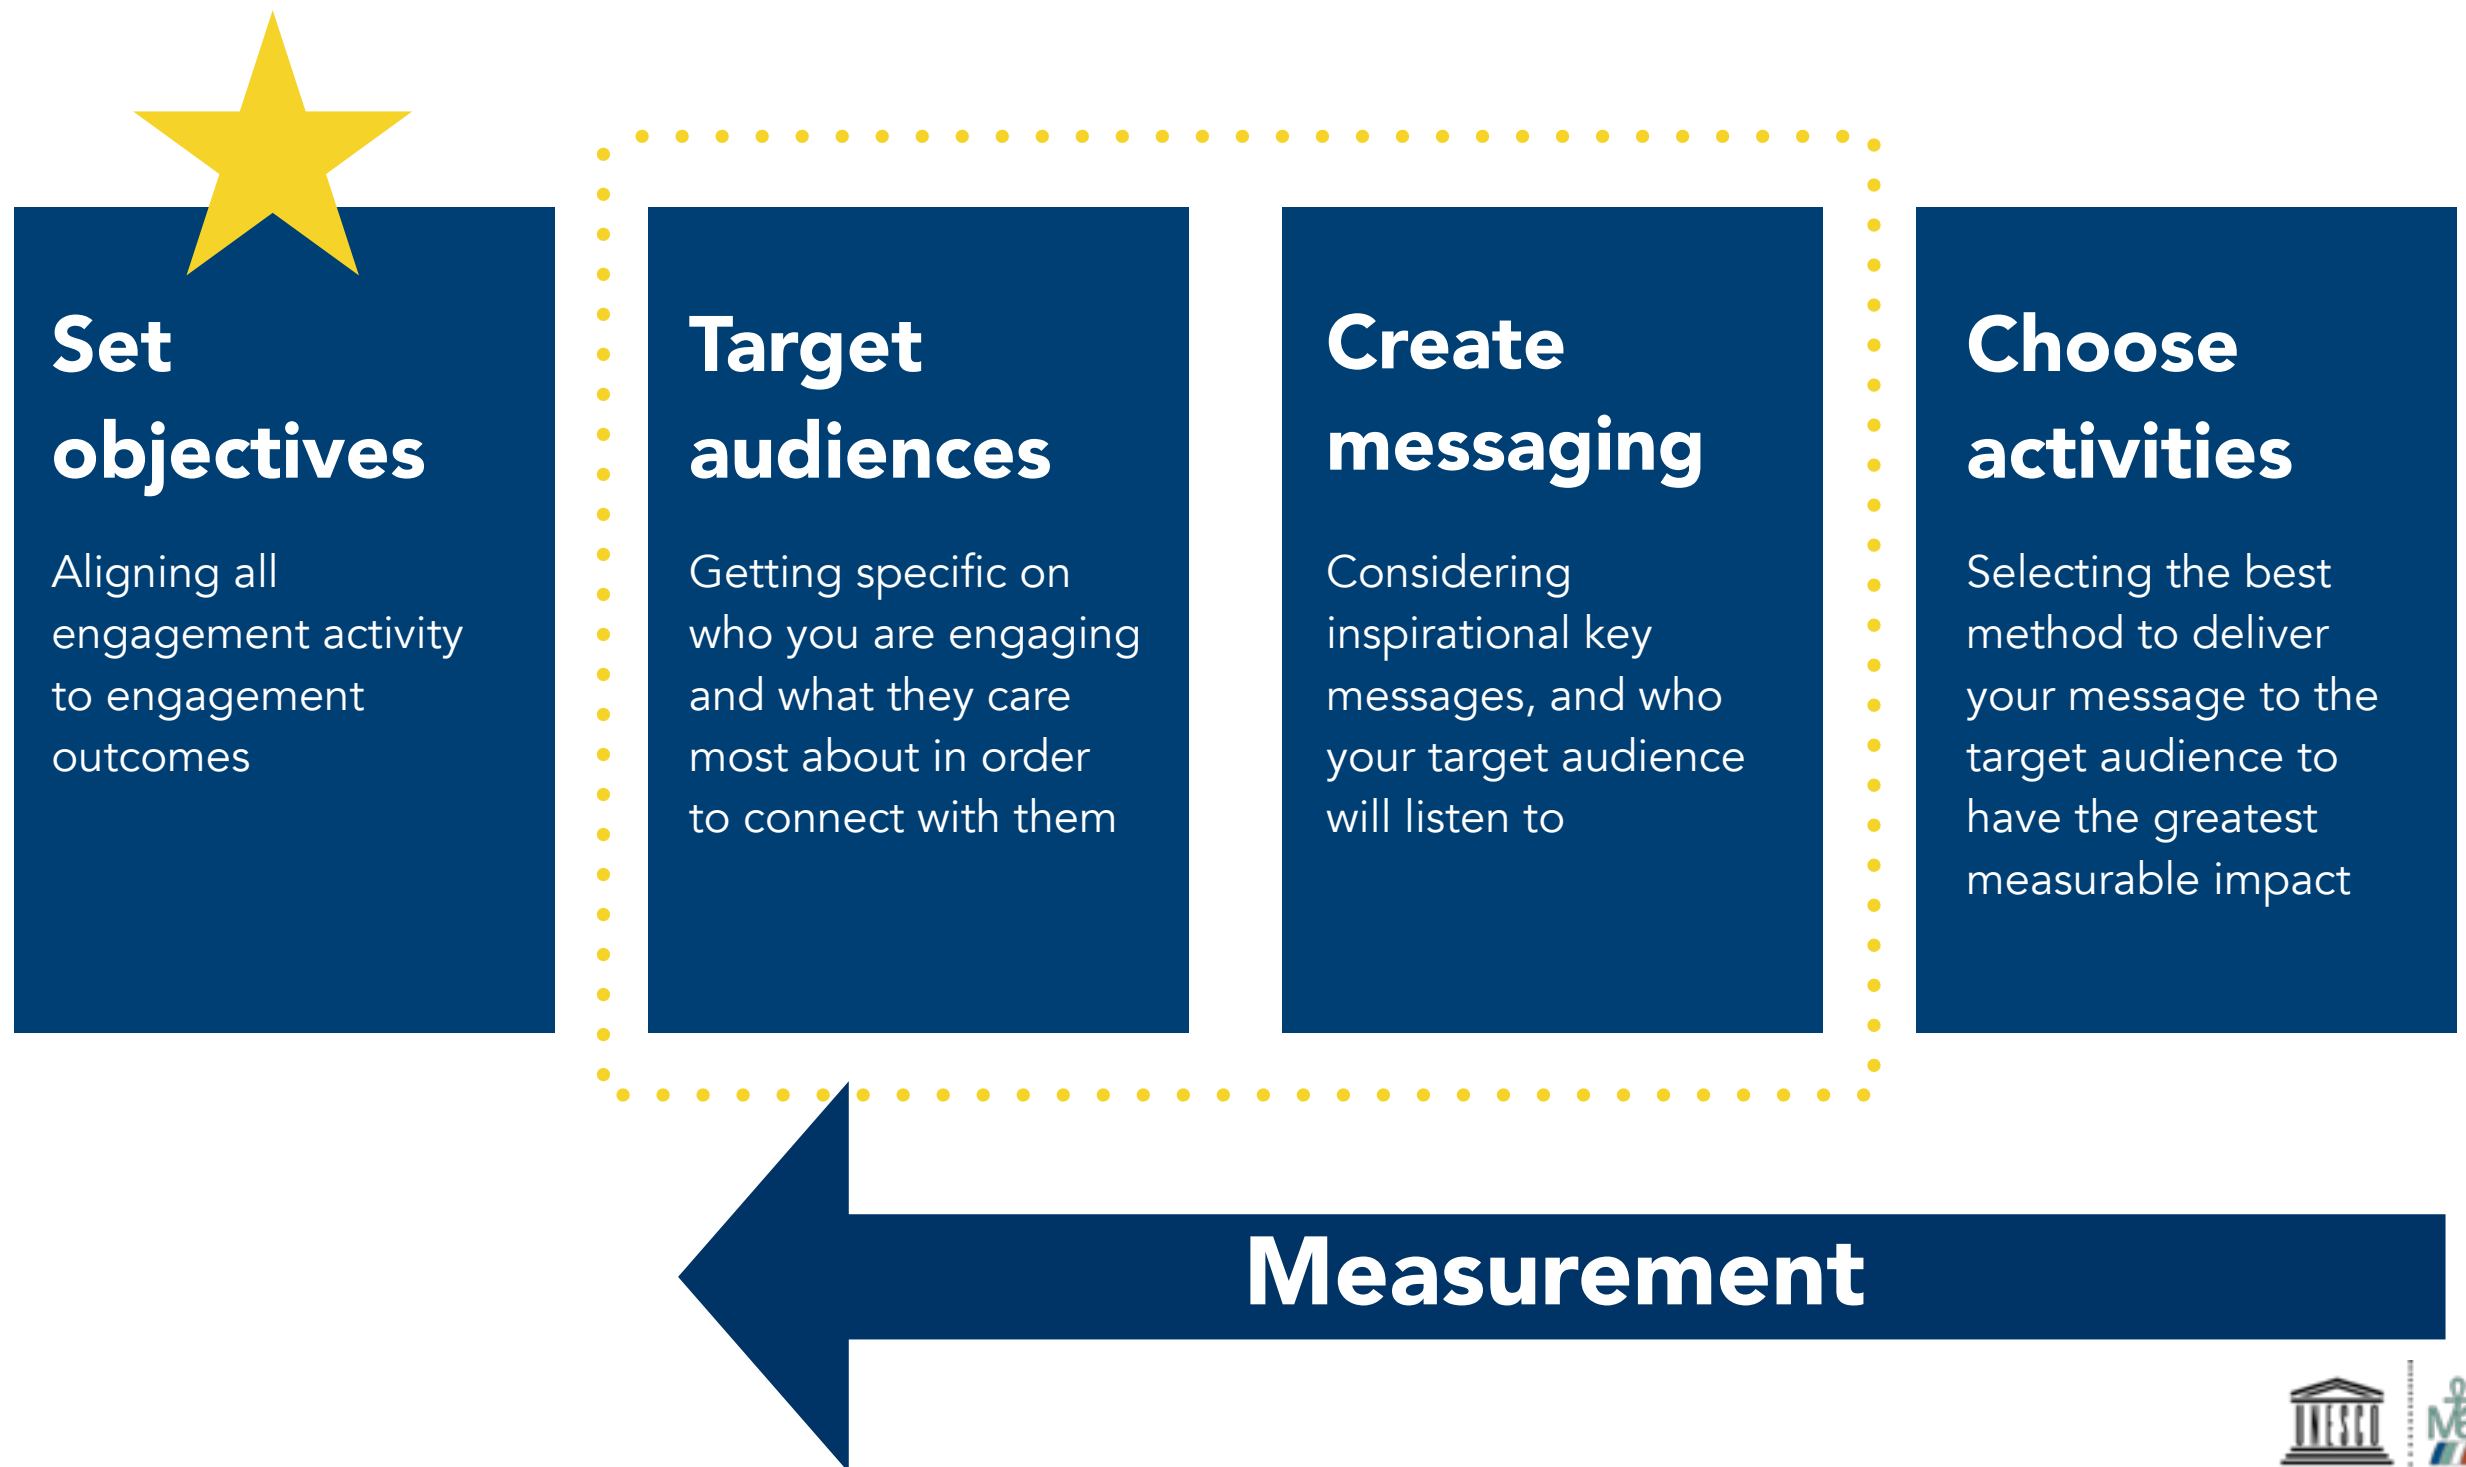 Set
objectives
Aligning all
engagement activity
to engagement
outcomes
Target
audiences
Getting specific on
who you are engaging
and what they care
most about in order
to connect with them
Create
messaging
Considering
inspirational key
messages, and who
your target audience
will listen to
Choose
activities
Selecting the best
method to deliver
your message to the
target audience to
have the greatest
measurable impact
Measurement
UNESCO